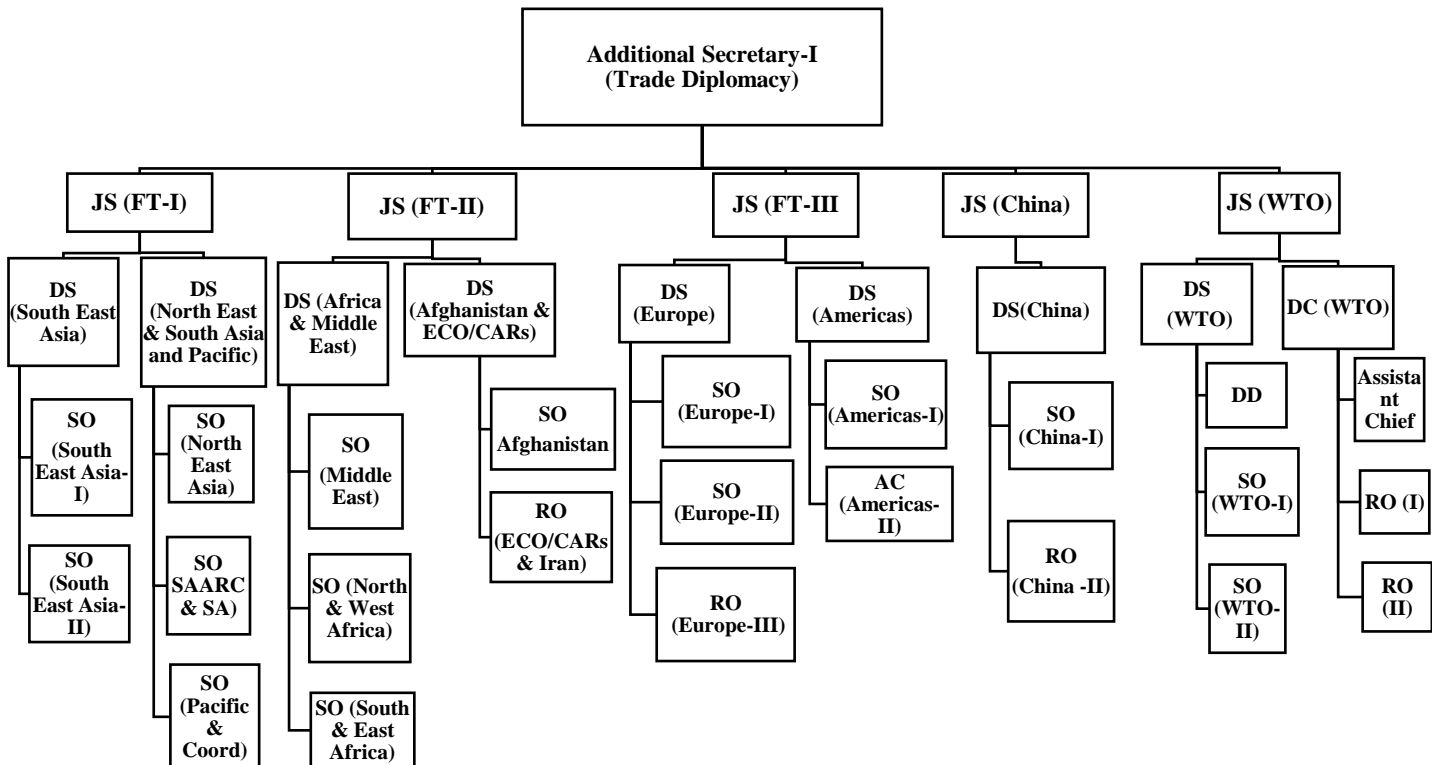 Additional Secretary-I
(Trade Diplomacy)
JS (FT-I)
JS (FT-II)
JS (FT-III
JS (China)
JS (WTO)
DS
(South East
Asia)
DS
(North East
& South Asia
and Pacific)
DS (Africa
& Middle
East)
DS
(Afghanistan &
ECO/CARs)
DS
(Europe)
DS
(Americas)
DS(China)
DS
(WTO)
DC (WTO)
SO
(South
East Asia-
I)
SO
(South
East Asia-
II)
SO
(North
East
Asia)
SO
SAARC
& SA)
SO
(Pacific
&
Coord)
SO
(Middle
East)
SO (North
& West
Africa)
SO (South
& East
Africa)
SO
Afghanistan
RO
(ECO/CARs
& Iran)
SO
(Europe-I)
SO
(Europe-II)
RO
(Europe-III)
SO
(Americas-I)
AC
(Americas-
II)
SO
(China-I)
RO
(China -II)
DD
SO
(WTO-I)
SO
(WTO-
II)
Assista
nt
Chief
RO (I)
RO
(II)